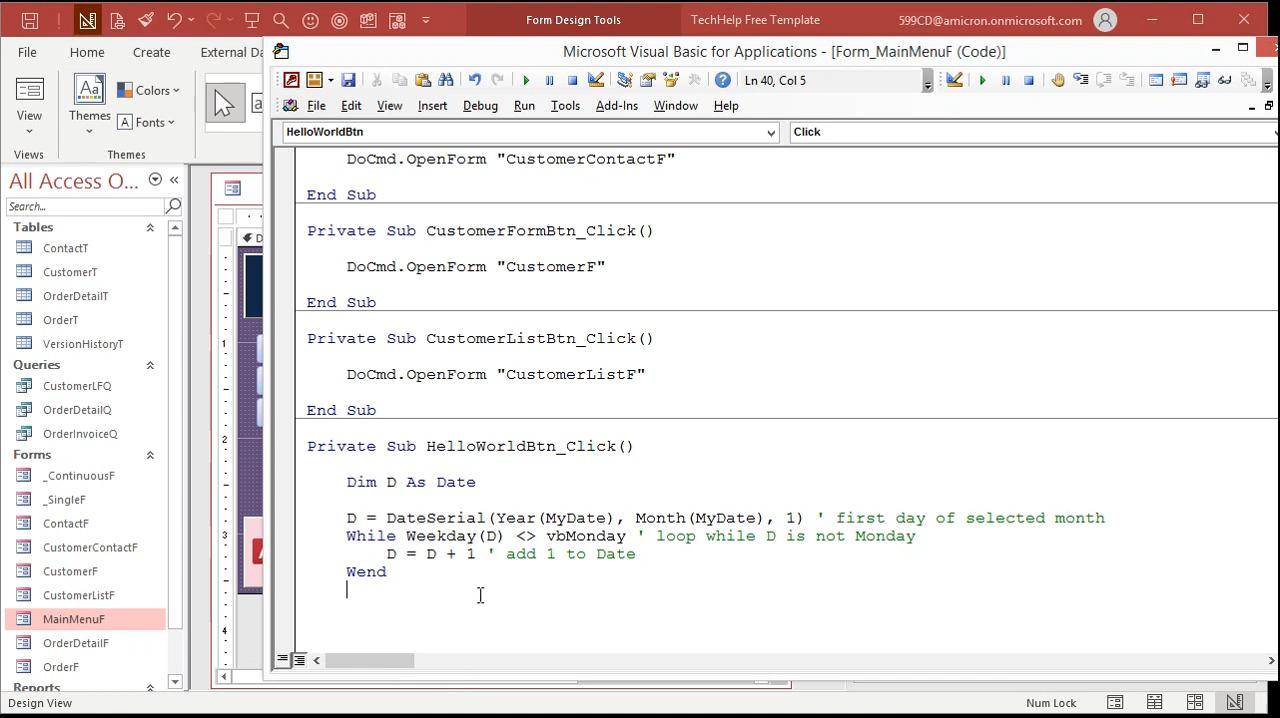 Form Design Tools
TechHelp Free Template
599CD@amicron.onmicrosoft.com
File
Home
Create
External Da
View
Views
Themes
Colors
Fonts
Themes
Microsoft Visual Basic for Applications - [Form_MainMenuF (Code)]
Ln 40, Col 5
File Edit View Insert Debug Run Tools Add-Ins Window Help
HelloWorldBtn
Click
All Access O...
Search...
Tables
ContactT
CustomerT
OrderDetailT
OrderT
VersionHistoryT
Queries
CustomerLFQ
OrderDetailQ
OrderInvoiceQ
Forms
_ContinuousF
_SingleF
ContactF
CustomerContactF
CustomerF
CustomerListF
MainMenuF
OrderDetailF
OrderF
Reports
D
1
2
3
4
DoCmd.OpenForm "CustomerContactF"
End Sub
Private Sub CustomerFormBtn_Click()
DoCmd.OpenForm "CustomerF"
End Sub
Private Sub CustomerListBtn_Click()
DoCmd.OpenForm "CustomerListF"
End Sub
Private Sub HelloWorldBtn_Click()
Dim D As Date
D = DateSerial(Year(MyDate), Month(MyDate), 1) ' first day of selected month
While Weekday(D) <> vbMonday ' loop while D is not Monday
D = D + 1 ' add 1 to Date
Wend
Design View
Num Lock